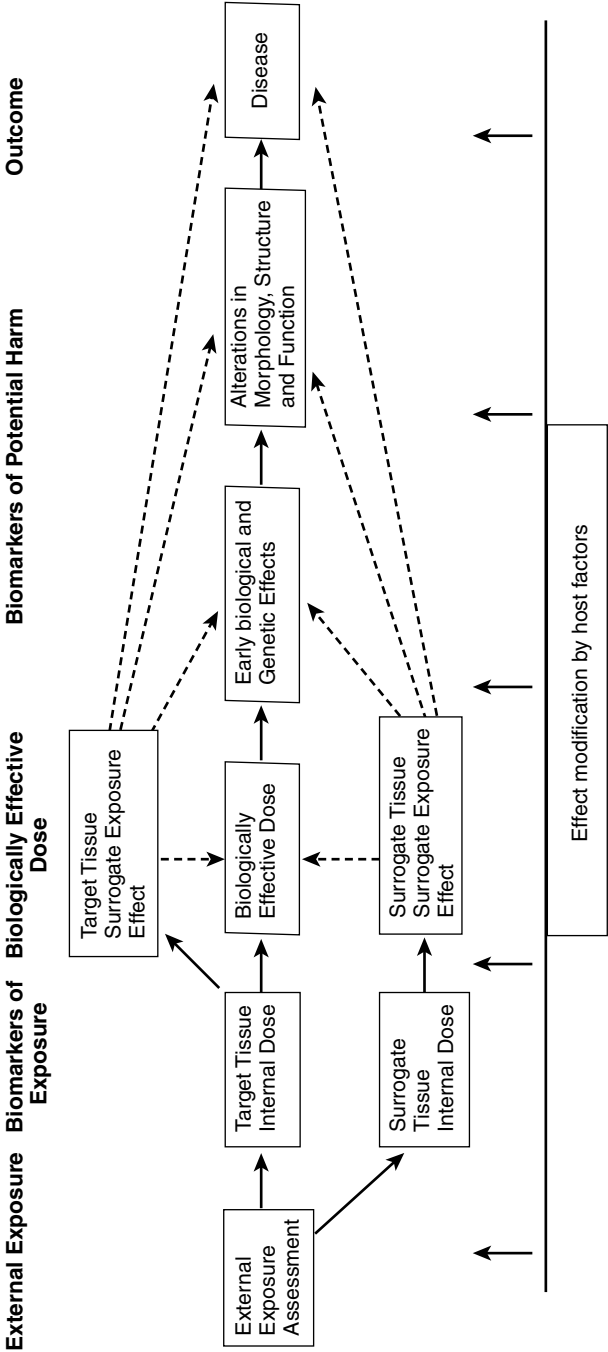 External Exposure
Biomarkers of
Exposure
Biologically Effective
Dose
Biomarkers of Potential Harm
Outcome
Target Tissue
Surrogate Exposure
Effect
External
Exposure
Assessment
Target Tissue
Internal Dose
Biologically
Effective Dose
Early biological and
Genetic Effects
Alterations in
Morphology, Structure
and Function
Disease
Surrogate
Tissue
Internal Dose
Surrogate Tissue
Surrogate Exposure
Effect
Effect modification by host factors